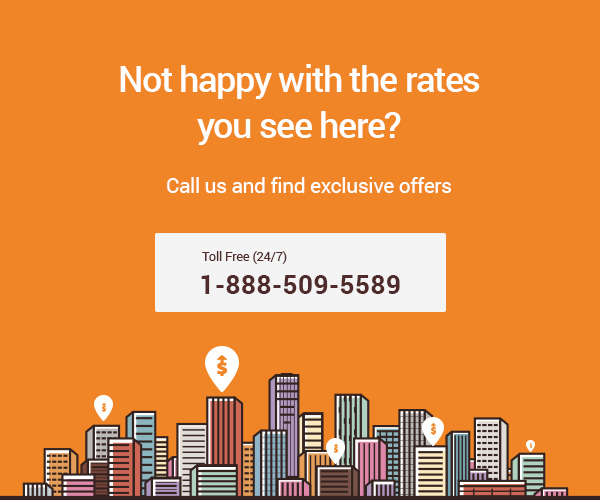 Not happy with the rates
you see here?
Call us and find exclusive offers
Toll Free (24/7)
1-888-509-5589